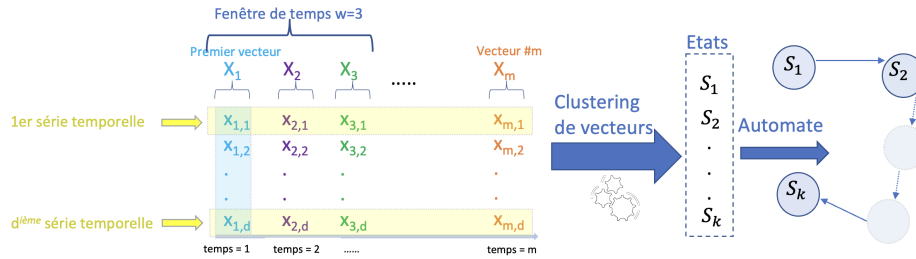 Fenêtre de temps w=3
Premier vecteur
Vecteur #m
X₁ X₂ X₃ ..... Xₘ
1er série temporelle
x₁,₁ x₂,₁ x₃,₁ xₘ,₁
x₁,₂ x₂,₂ x₃,₂ xₘ,₂
. . . .
. . . .
dⁱᵉᵐᵉ série temporelle
x₁,d x₂,d x₃,d xₘ,d
temps = 1 temps = 2 ...... temps = m
Clustering
de vecteurs
Etats
S₁
S₂
.
.
Sₖ
Automate
S₁
S₂
Sₖ